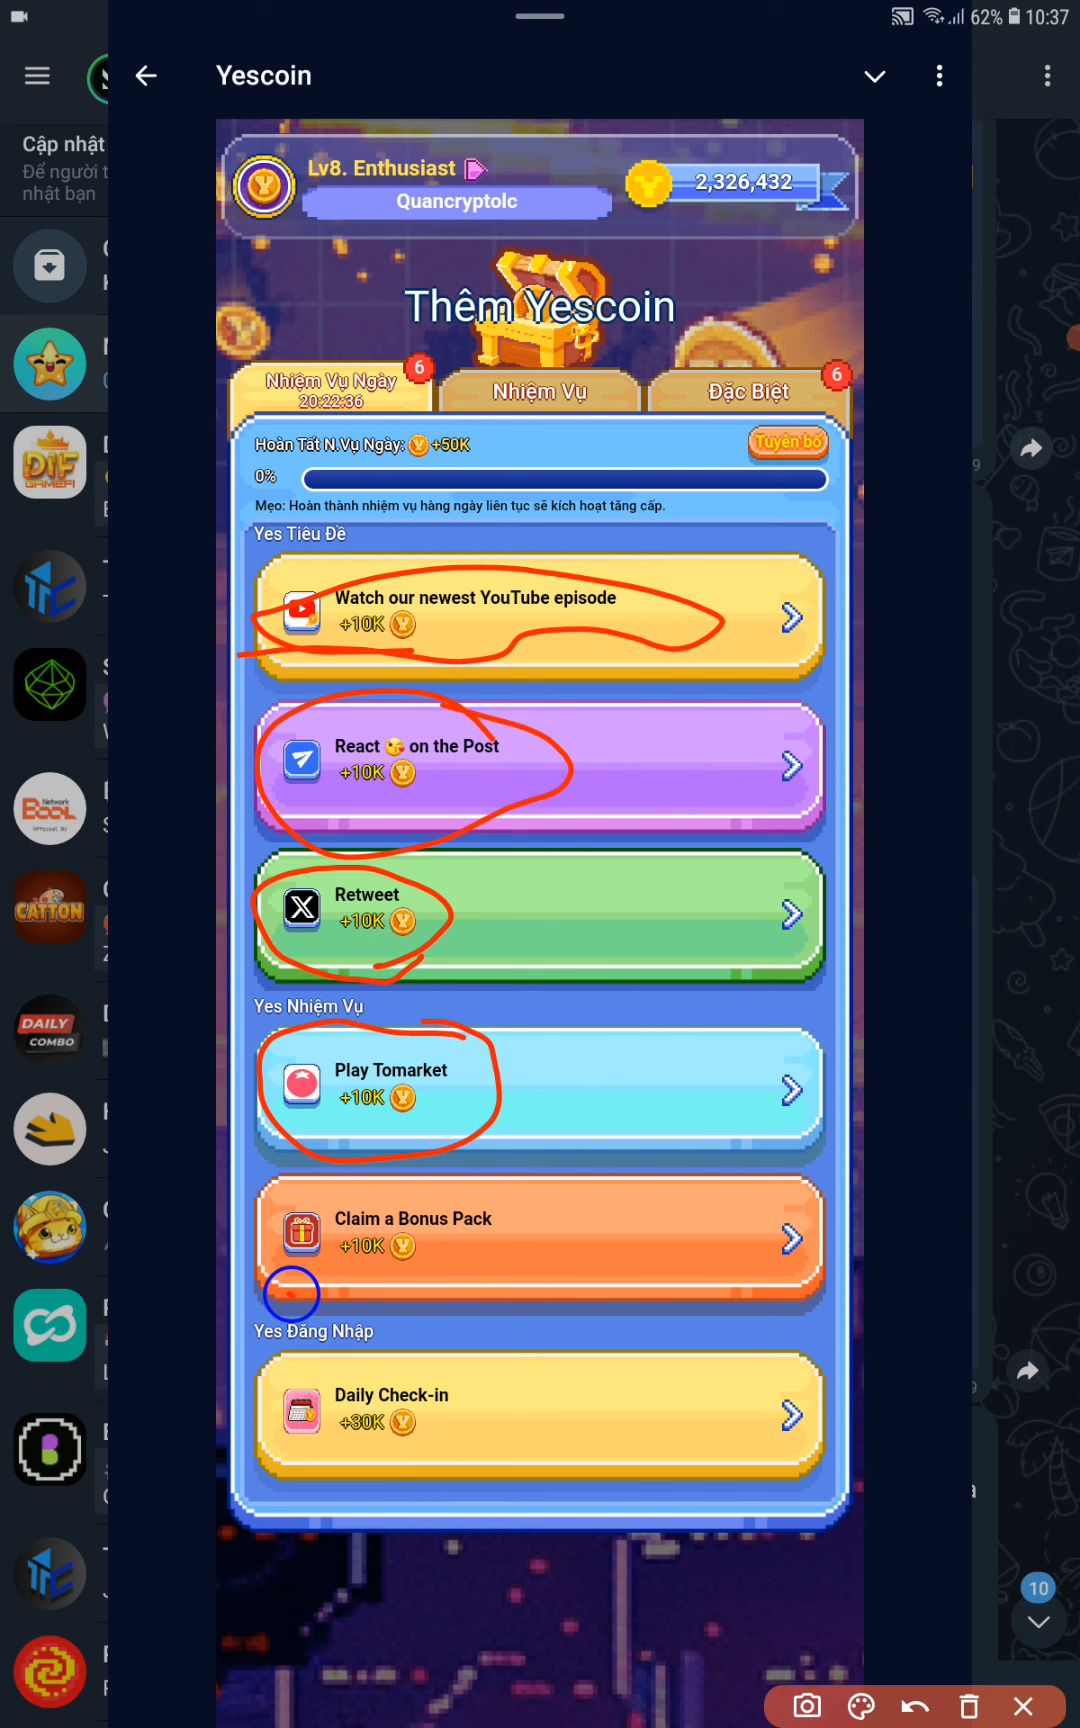 62% 10:37
Yescoin
Cập nhật
Để người t
nhật bạn
Lv8. Enthusiast
Quancryptolc
2,326,432
Thêm Yescoin
Nhiệm Vụ Ngày
20:22:36
6
Nhiệm Vụ
Đặc Biệt
6
Hoàn Tất N.Vụ Ngày: +50K
Tuyên bố
0%
Mẹo: Hoàn thành nhiệm vụ hàng ngày liên tục sẽ kích hoạt tăng cấp.
Yes Tiêu Đề
Watch our newest YouTube episode
+10K
React 😘 on the Post
+10K
Retweet
+10K
Yes Nhiệm Vụ
Play Tomarket
+10K
Claim a Bonus Pack
+10K
Yes Đăng Nhập
Daily Check-in
+30K
DIF
GAMEFI
Network
BOOL
CATTON
DAILY
COMBO
10